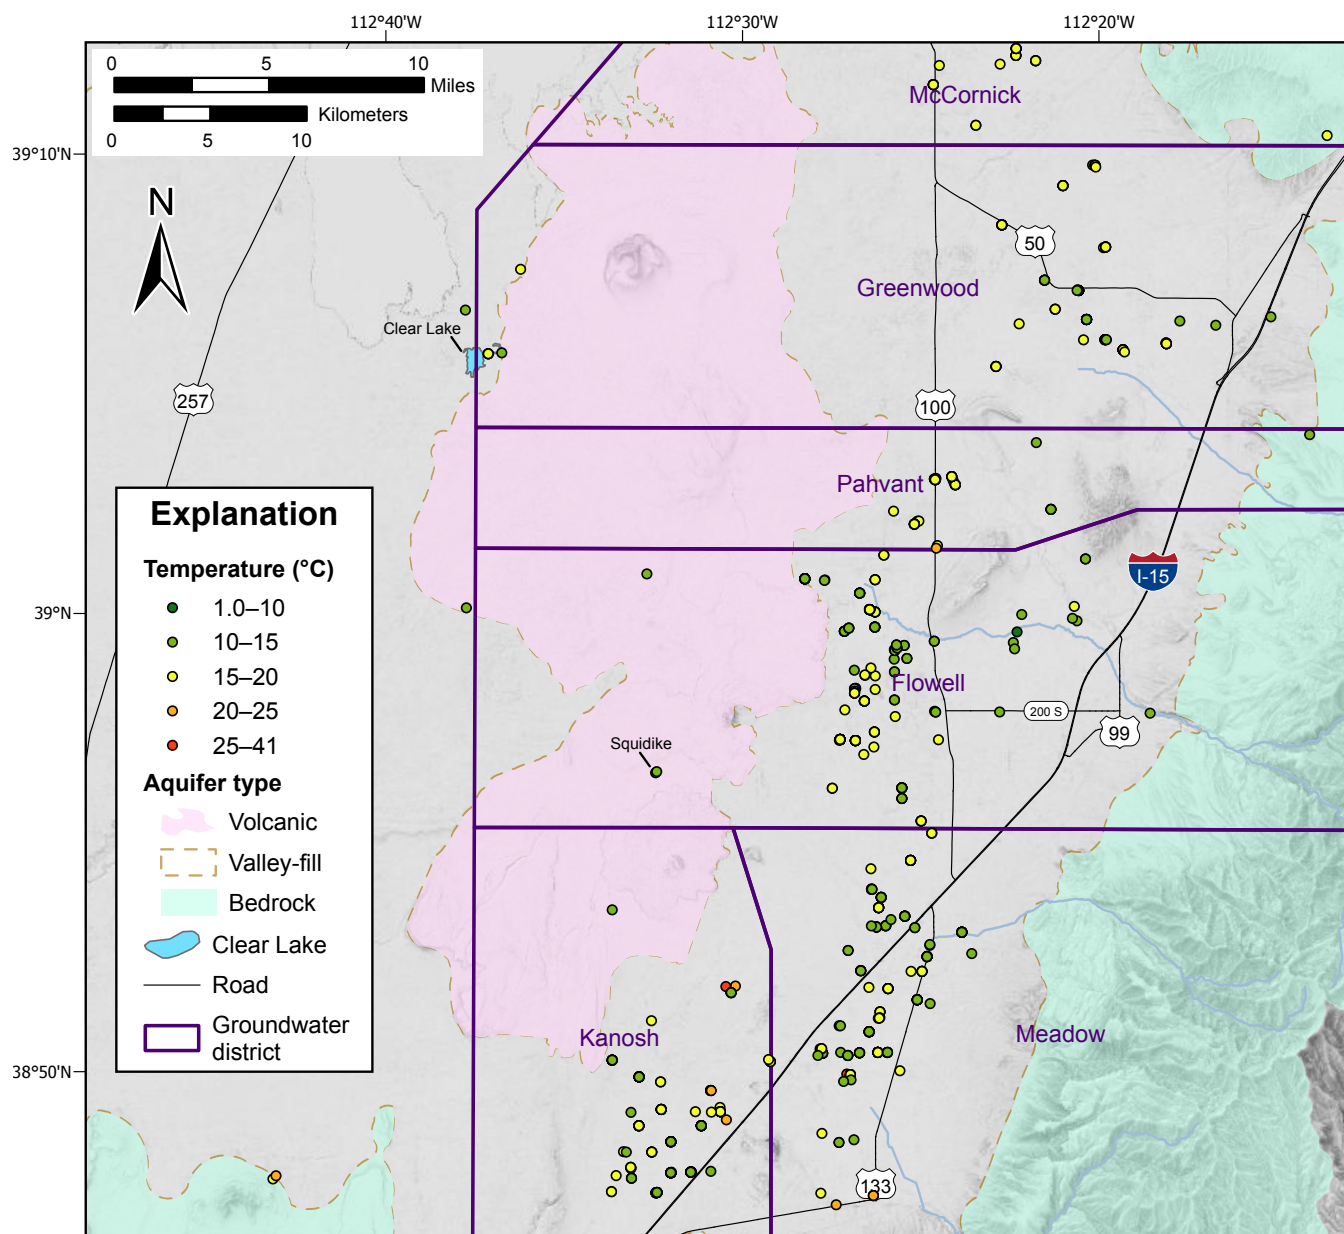 112°40'W
112°30'W
112°20'W
0
5
10
Miles
Kilometers
0
5
10
McCornick
39°10'N
N
50
Greenwood
Clear Lake
257
100
Pahvant
Explanation
Temperature (°C)
1.0–10
10–15
15–20
20–25
25–41
Aquifer type
Volcanic
Valley-fill
Bedrock
Clear Lake
Road
Groundwater
district
I-15
39°N
Flowell
200 S
99
Squidike
Kanosh
Meadow
38°50'N
133